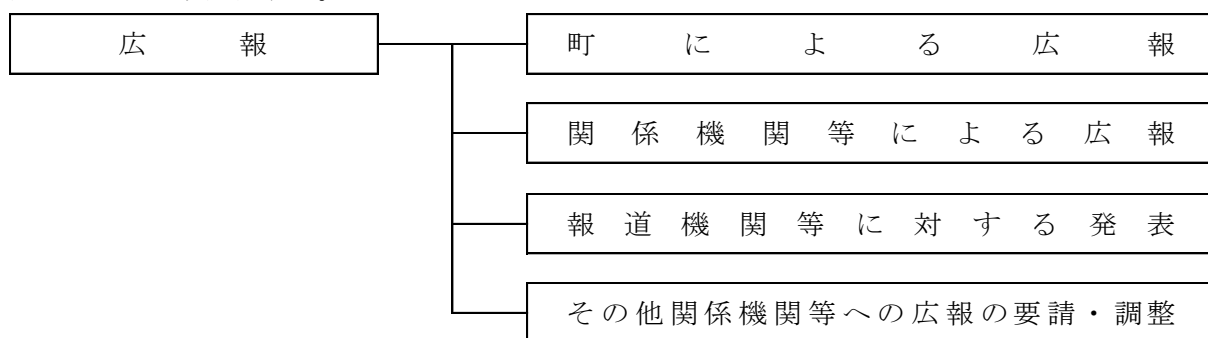 広報
町による広報
関係機関等による広報
報道機関等に対する発表
その他関係機関等への広報の要請・調整